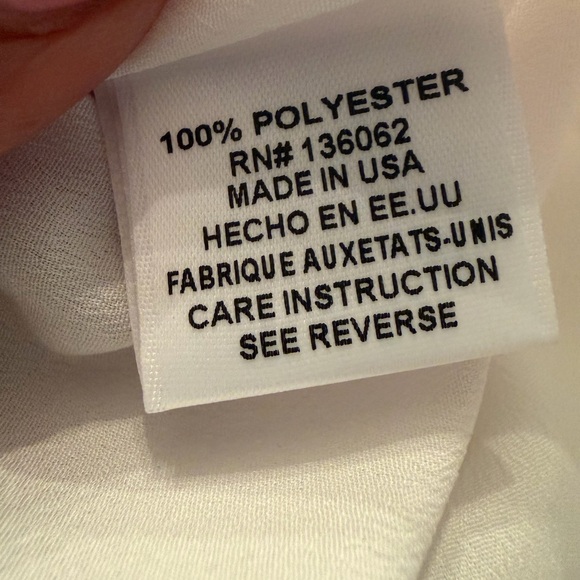 100% POLYESTER
RN# 136062
MADE IN USA
HECHO EN EE.UU
FABRIQUE AUXETATS-UNIS
CARE INSTRUCTION
SEE REVERSE